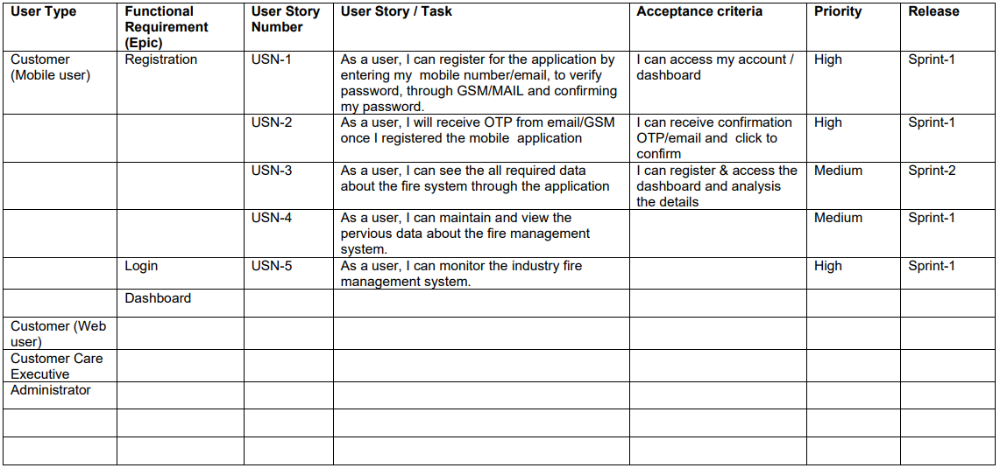 User Type
Functional
Requirement
(Epic)
User Story
Number
User Story / Task
Acceptance criteria
Priority
Release
Customer
(Mobile user)
Registration
USN-1
As a user, I can register for the application by
entering my  mobile number/email, to verify
password, through GSM/MAIL and confirming
my password.
I can access my account /
dashboard
High
Sprint-1
USN-2
As a user, I will receive OTP from email/GSM
once I registered the mobile  application
I can receive confirmation
OTP/email and  click to
confirm
High
Sprint-1
USN-3
As a user, I can see the all required data
about the fire system through the application
I can register & access the
dashboard and analysis
the details
Medium
Sprint-2
USN-4
As a user, I can maintain and view the
pervious data about the fire management
system.
Medium
Sprint-1
Login
USN-5
As a user, I can monitor the industry fire
management system.
High
Sprint-1
Dashboard
Customer (Web
user)
Customer Care
Executive
Administrator